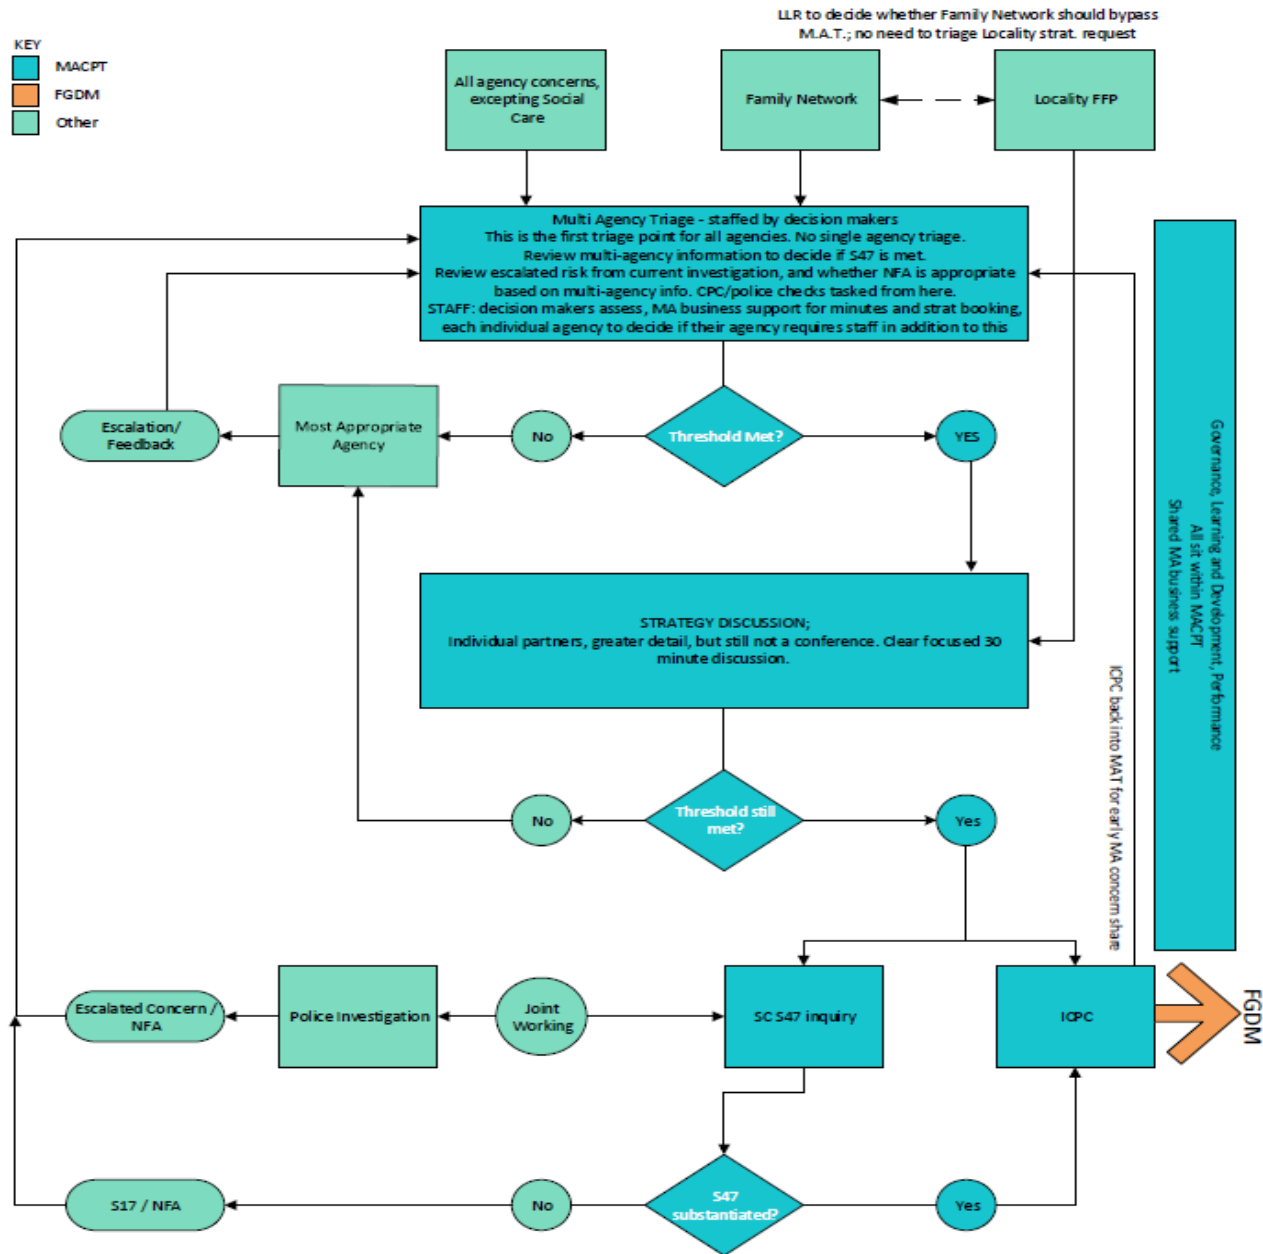 LLR to decide whether Family Network should bypass
M.A.T.; no need to triage Locality strat. request
KEY
MACPT
FGDM
Other
All agency concerns,
excepting Social
Care
Family Network
Locality FFP
Multi Agency Triage - staffed by decision makers
This is the first triage point for all agencies. No single agency triage.
Review multi-agency information to decide if S47 is met.
Review escalated risk from current investigation, and whether NFA is appropriate
based on multi-agency info. CPC/police checks tasked from here.
STAFF: decision makers assess, MA business support for minutes and strat booking,
each individual agency to decide if their agency requires staff in addition to this
Escalation/
Feedback
Most Appropriate
Agency
No
Threshold Met?
YES
Governance, Learning and Development, Performance
All sit within MACPT
Shared MA business support
STRATEGY DISCUSSION;
Individual partners, greater detail, but still not a conference. Clear focused 30
minute discussion.
ICPC back into MAT for early MA concern share
No
Threshold still
met?
Yes
Escalated Concern /
NFA
Police Investigation
Joint
Working
SC S47 inquiry
ICPC
FGDM
S17 / NFA
No
S47
substantiated?
Yes